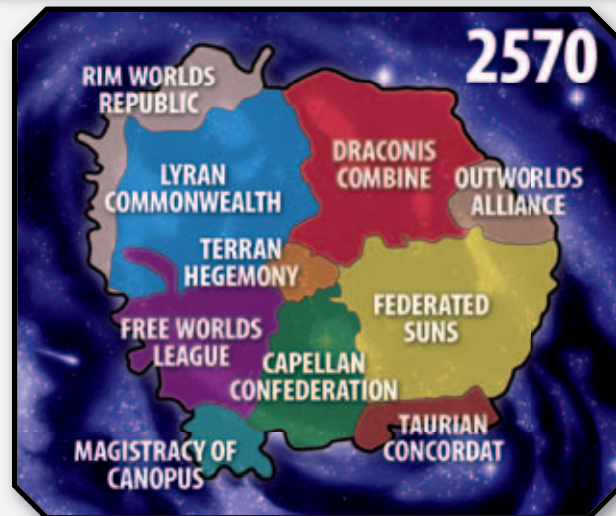 2570
RIM WORLDS
REPUBLIC
LYRAN
COMMONWEALTH
DRACONIS
COMBINE
OUTWORLDS
ALLIANCE
TERRAN
HEGEMONY
FREE WORLDS
LEAGUE
CAPELLAN
CONFEDERATION
FEDERATED
SUNS
MAGISTRACY OF
CANOPUS
TAURIAN
CONCORDAT